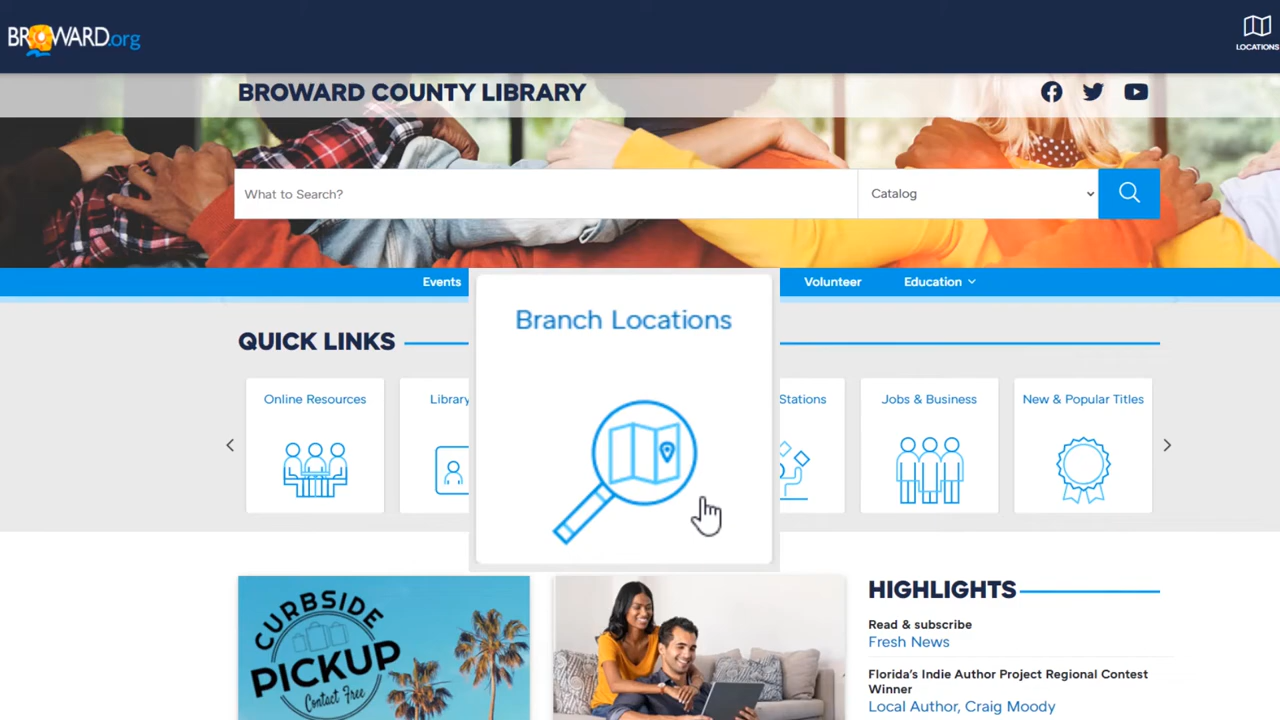 BROWARD.org
LOCATIONS
BROWARD COUNTY LIBRARY
What to Search?
Catalog
Events
Volunteer
Education
Branch Locations
QUICK LINKS
Online Resources
Library
Stations
Jobs & Business
New & Popular Titles
CURBSIDE
PICKUP
Contact Free
HIGHLIGHTS
Read & subscribe
Fresh News
Florida's Indie Author Project Regional Contest
Winner
Local Author, Craig Moody